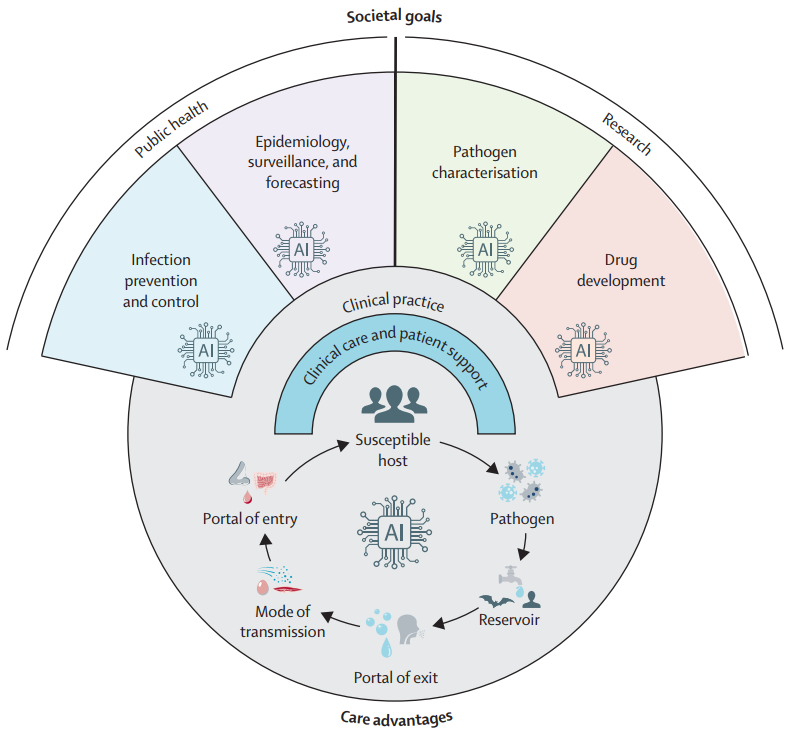 Societal goals
Public health
Research
Epidemiology,
surveillance, and
forecasting
Pathogen
characterisation
Infection
prevention
and control
Drug
development
AI
AI
AI
AI
Clinical practice
Clinical care and patient support
Susceptible
host
Portal of entry
Pathogen
AI
Mode of
transmission
Reservoir
Portal of exit
Care advantages